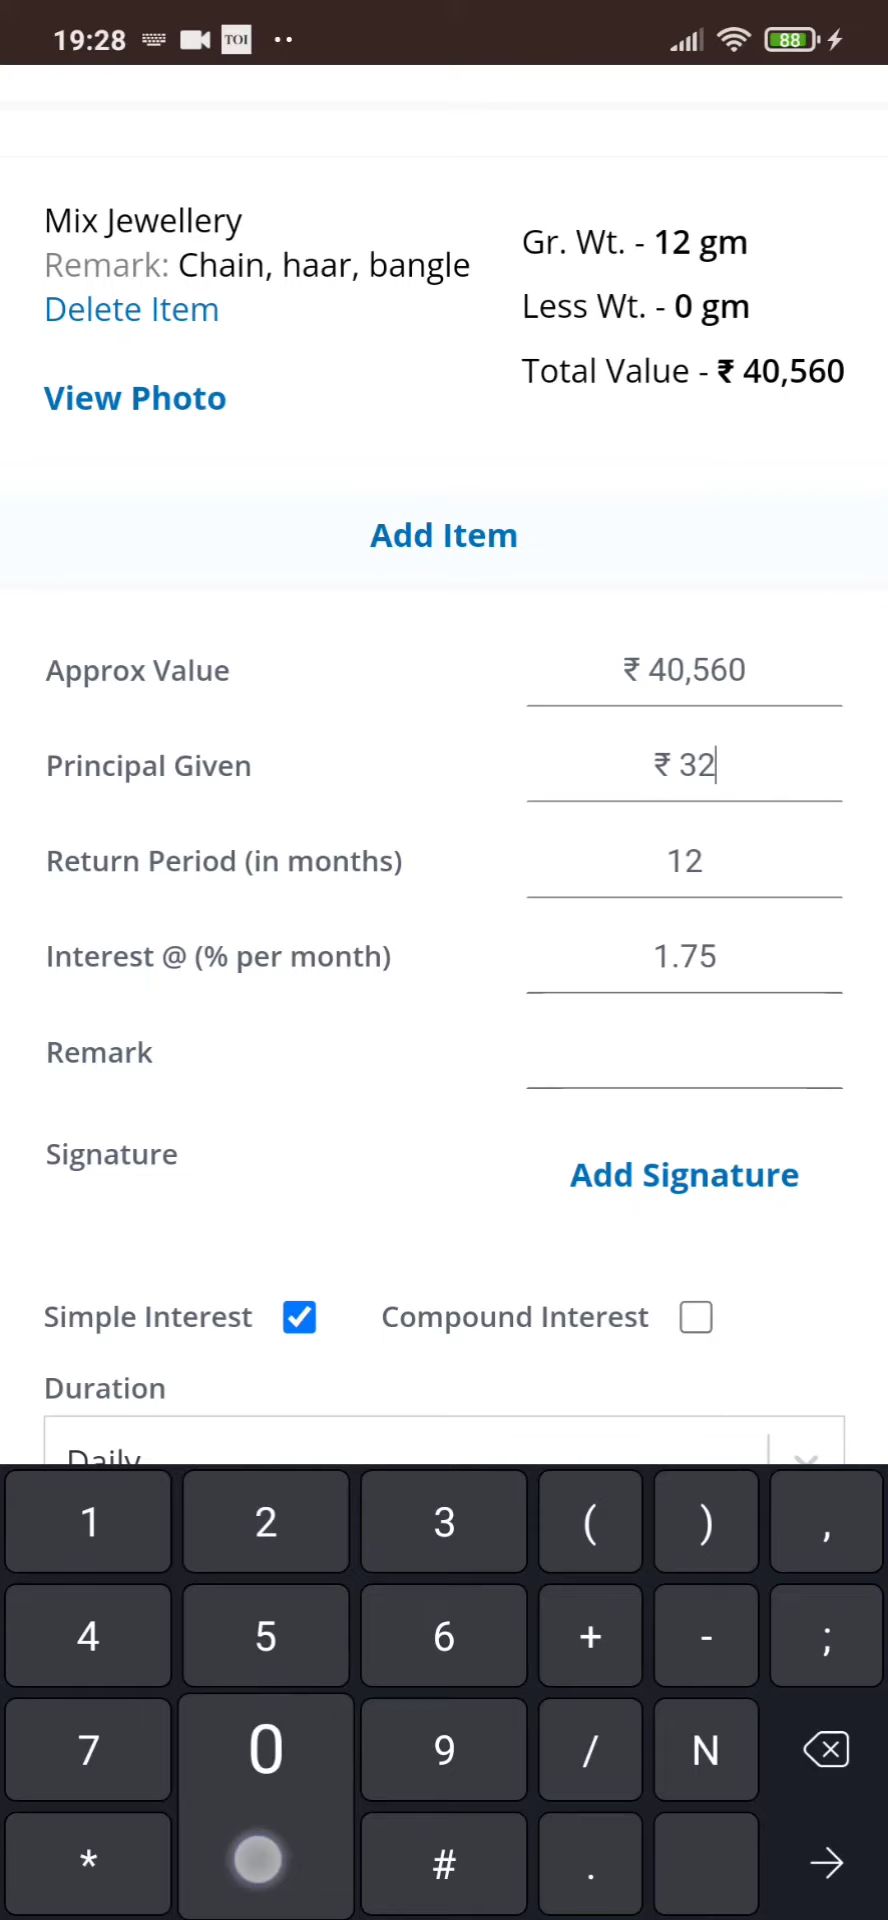 19:28 TOI 88
Mix Jewellery
Remark: Chain, haar, bangle
Delete Item
View Photo
Gr. Wt. - 12 gm
Less Wt. - 0 gm
Total Value - ₹ 40,560
Add Item
Approx Value ₹ 40,560
Principal Given ₹ 32
Return Period (in months) 12
Interest @ (% per month) 1.75
Remark
Signature Add Signature
Simple Interest Compound Interest
Duration
Daily
1 2 3 ( ) ,
4 5 6 + - ;
7 0 9 / N
* # .